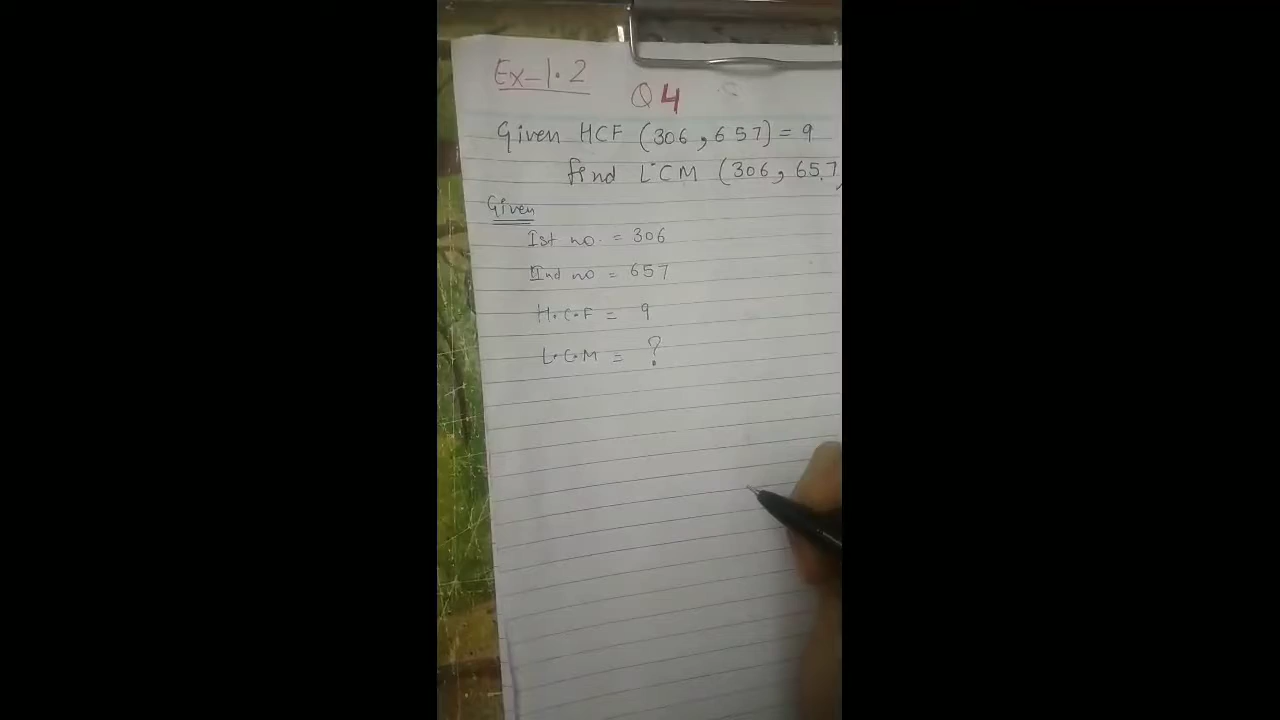 Ex-1.2
Q4
Given HCF (306, 657) = 9
find LCM (306, 657)
Given
Ist no. = 306
IInd no = 657
H.C.F = 9
L.C.M = ?